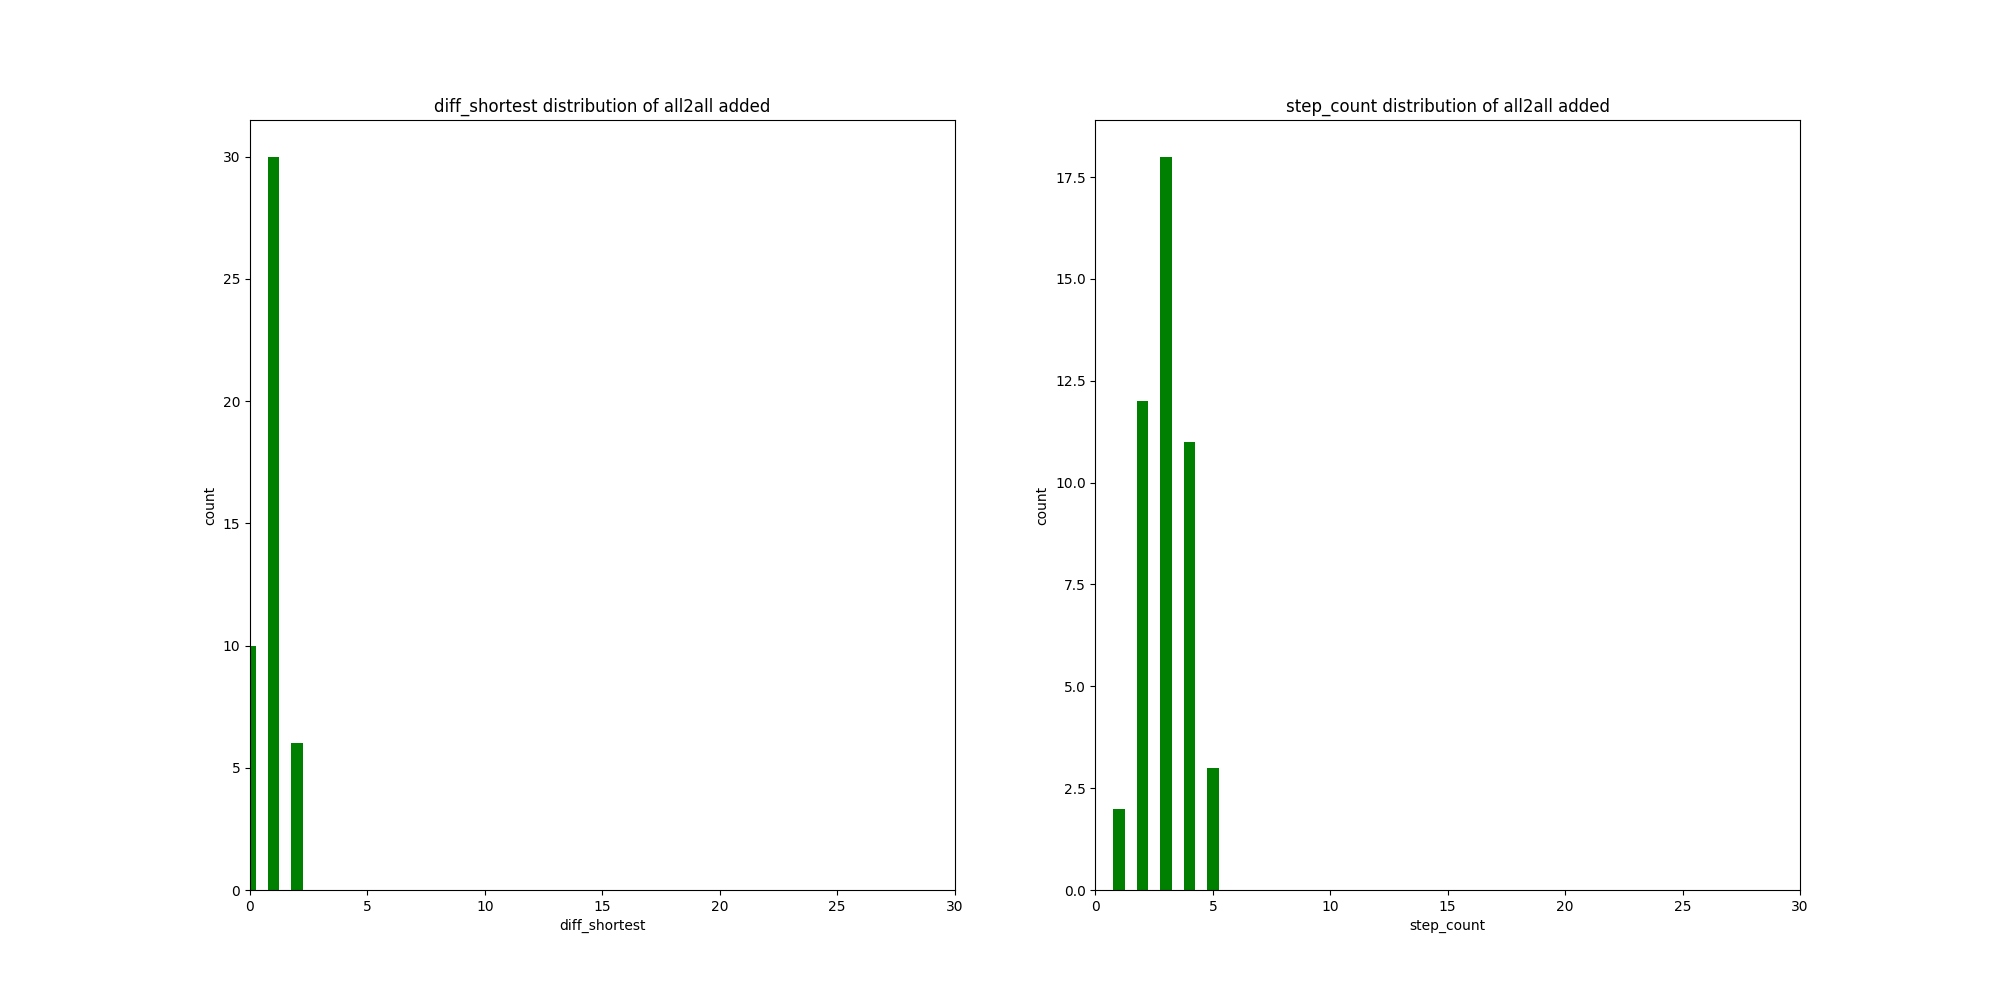 diff_shortest distribution of all2all added
30
25
20
15
10
5
0
count
0 5 10 15 20 25 30
diff_shortest
step_count distribution of all2all added
17.5
15.0
12.5
10.0
7.5
5.0
2.5
0.0
count
0 5 10 15 20 25 30
step_count